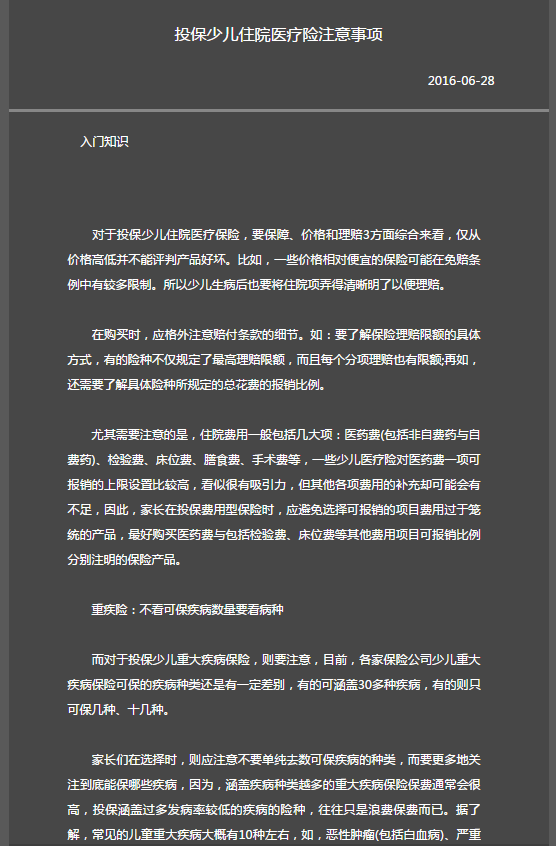 投保少儿住院医疗险注意事项
2016-06-28
入门知识
对于投保少儿住院医疗保险，要保障、价格和理赔3方面综合来看，仅从
价格高低并不能评判产品好坏。比如，一些价格相对便宜的保险可能在免赔条
例中有较多限制。所以少儿生病后也要将住院项弄得清晰明了以便理赔。
在购买时，应格外注意赔付条款的细节。如：要了解保险理赔限额的具体
方式，有的险种不仅规定了最高理赔限额，而且每个分项理赔也有限额;再如，
还需要了解具体险种所规定的总花费的报销比例。
尤其需要注意的是，住院费用一般包括几大项：医药费(包括非自费药与自
费药)、检验费、床位费、膳食费、手术费等，一些少儿医疗险对医药费一项可
报销的上限设置比较高，看似很有吸引力，但其他各项费用的补充却可能会有
不足，因此，家长在投保费用型保险时，应避免选择可报销的项目费用过于笼
统的产品，最好购买医药费与包括检验费、床位费等其他费用项目可报销比例
分别注明的保险产品。
重疾险：不看可保疾病数量要看病种
而对于投保少儿重大疾病保险，则要注意，目前，各家保险公司少儿重大
疾病保险可保的疾病种类还是有一定差别，有的可涵盖30多种疾病，有的则只
可保几种、十几种。
家长们在选择时，则应注意不要单纯去数可保疾病的种类，而要更多地关
注到底能保哪些疾病，因为，涵盖疾病种类越多的重大疾病保险保费通常会很
高，投保涵盖过多发病率较低的疾病的险种，往往只是浪费保费而已。据了
解，常见的儿童重大疾病大概有10种左右，如，恶性肿瘤(包括白血病)、严重